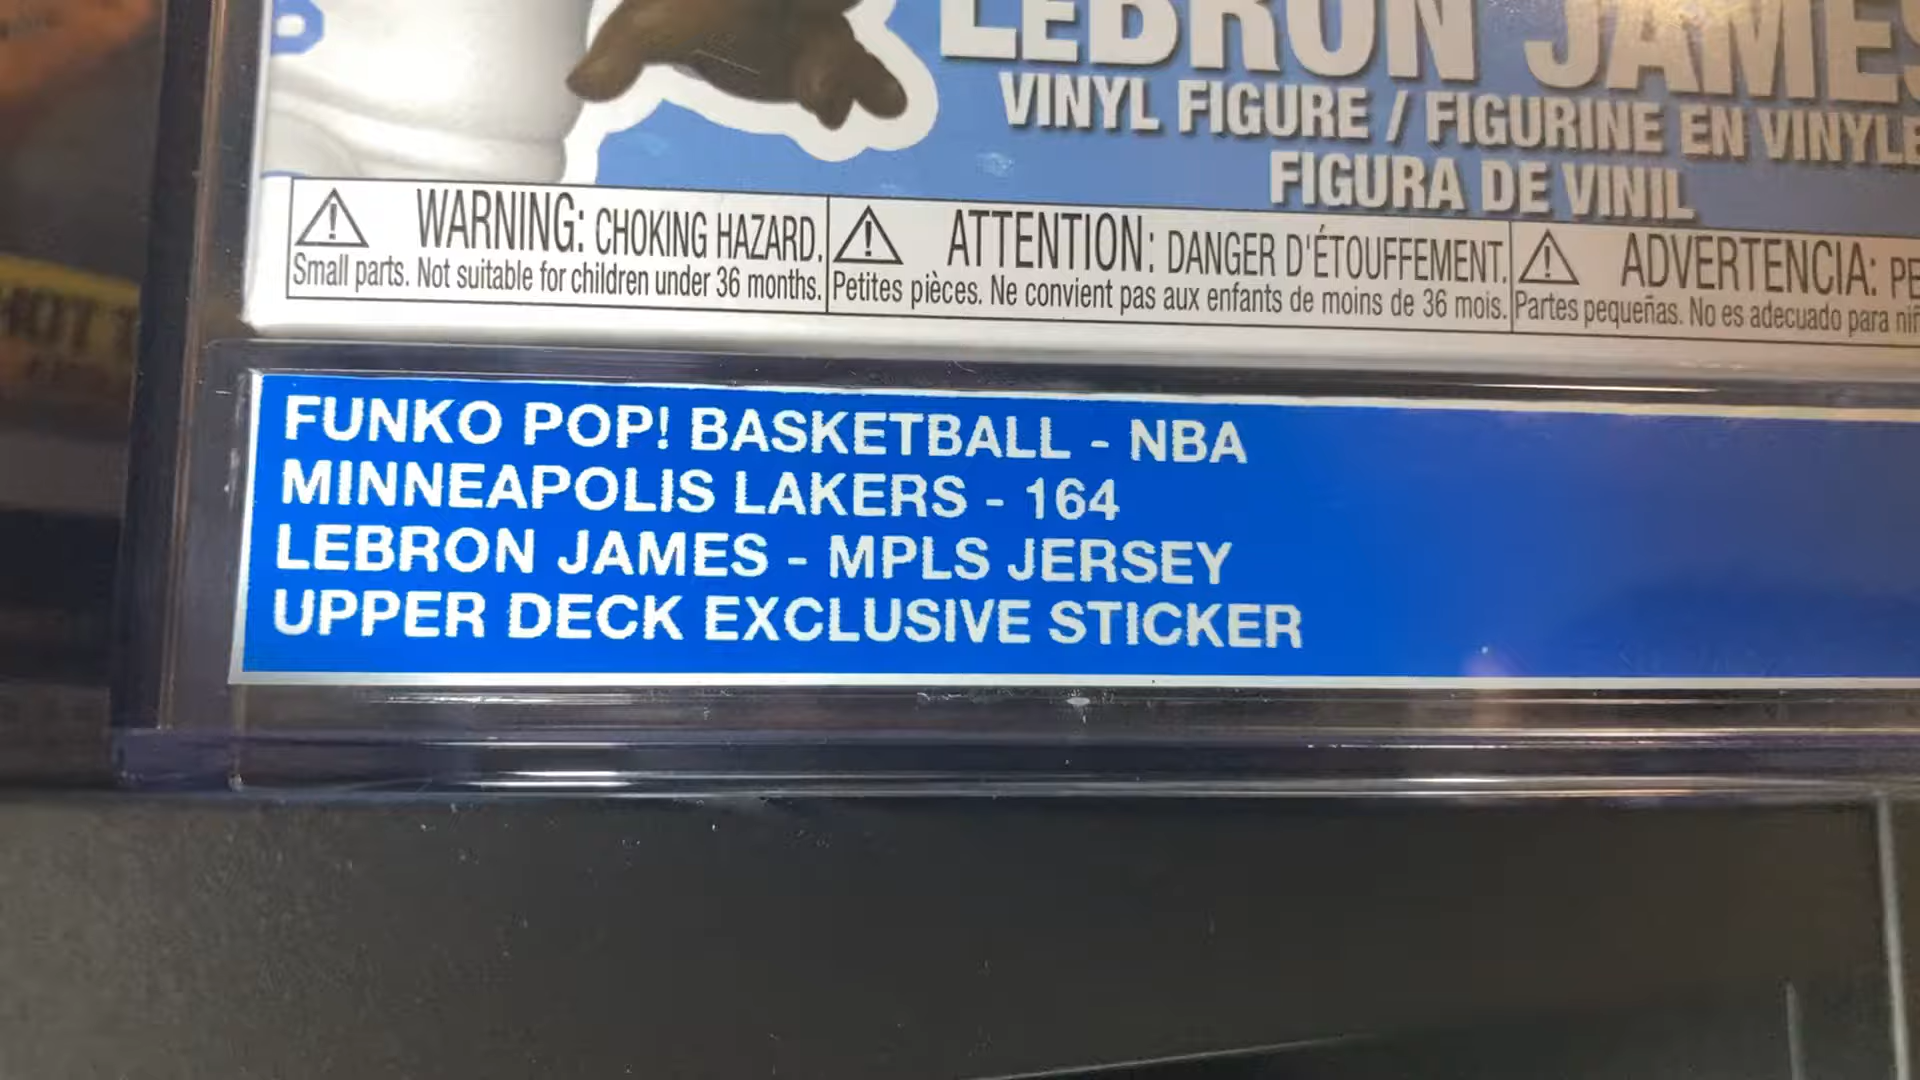 LEBRON JAMES
VINYL FIGURE / FIGURINE EN VINYLE
FIGURA DE VINIL
WARNING: CHOKING HAZARD.
Small parts. Not suitable for children under 36 months.
ATTENTION: DANGER D'ÉTOUFFEMENT.
Petites pièces. Ne convient pas aux enfants de moins de 36 mois.
ADVERTENCIA: PE
Partes pequeñas. No es adecuado para niñ
FUNKO POP! BASKETBALL - NBA
MINNEAPOLIS LAKERS - 164
LEBRON JAMES - MPLS JERSEY
UPPER DECK EXCLUSIVE STICKER